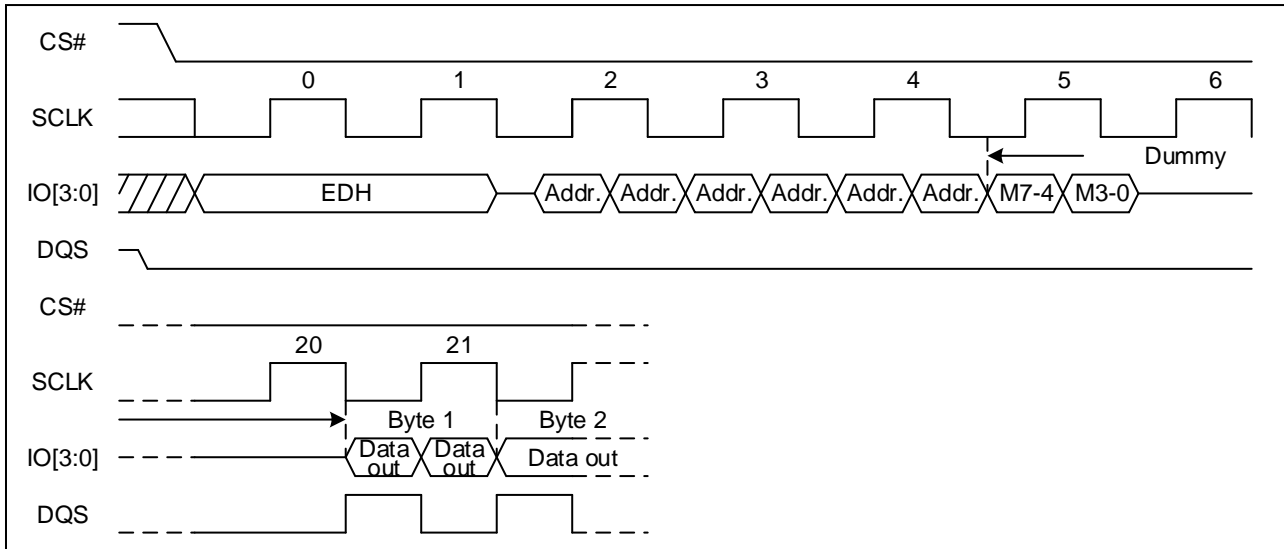 CS#
0 1 2 3 4 5 6
SCLK
Dummy
IO[3:0] EDH Addr. Addr. Addr. Addr. Addr. Addr. M7-4 M3-0
DQS
CS#
20 21
SCLK
Byte 1 Byte 2
IO[3:0] Data out Data out Data out
DQS